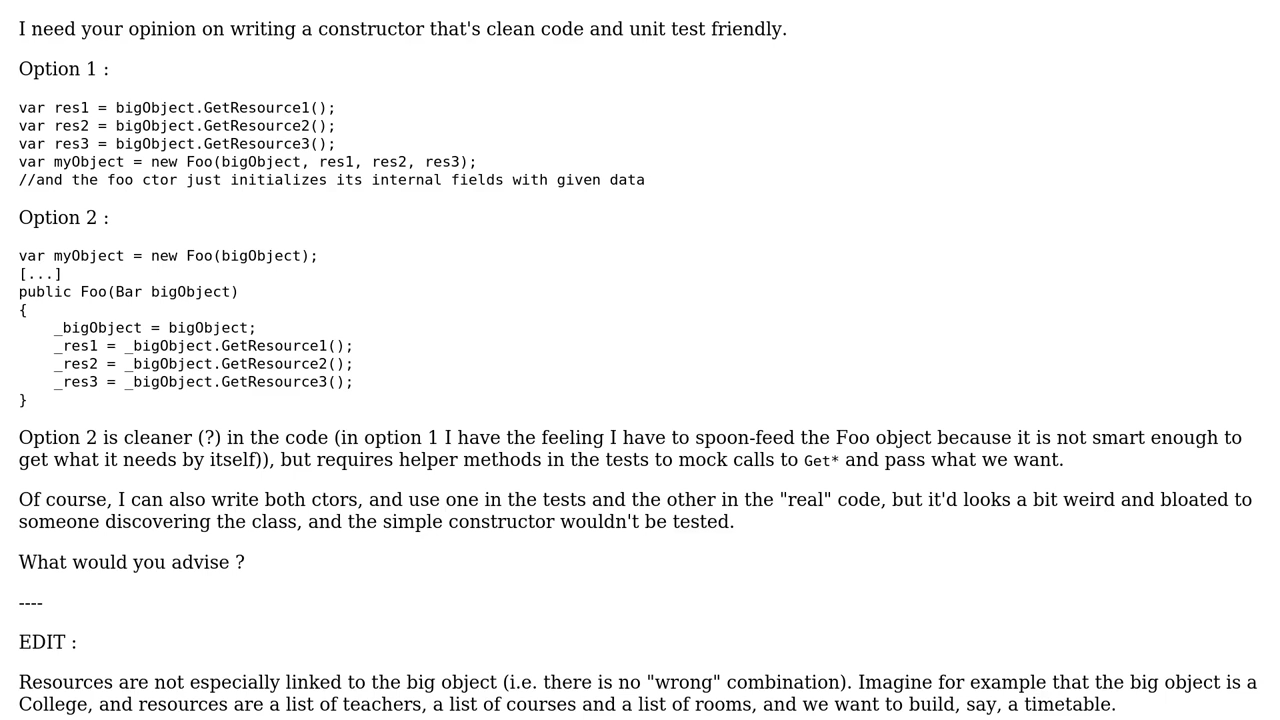 I need your opinion on writing a constructor that's clean code and unit test friendly.
Option 1 :
var res1 = bigObject.GetResource1();
var res2 = bigObject.GetResource2();
var res3 = bigObject.GetResource3();
var myObject = new Foo(bigObject, res1, res2, res3);
//and the foo ctor just initializes its internal fields with given data
Option 2 :
var myObject = new Foo(bigObject);
[...]
public Foo(Bar bigObject)
{
    _bigObject = bigObject;
    _res1 = _bigObject.GetResource1();
    _res2 = _bigObject.GetResource2();
    _res3 = _bigObject.GetResource3();
}
Option 2 is cleaner (?) in the code (in option 1 I have the feeling I have to spoon-feed the Foo object because it is not smart enough to
get what it needs by itself)), but requires helper methods in the tests to mock calls to Get* and pass what we want.
Of course, I can also write both ctors, and use one in the tests and the other in the "real" code, but it'd looks a bit weird and bloated to
someone discovering the class, and the simple constructor wouldn't be tested.
What would you advise ?
----
EDIT :
Resources are not especially linked to the big object (i.e. there is no "wrong" combination). Imagine for example that the big object is a
College, and resources are a list of teachers, a list of courses and a list of rooms, and we want to build, say, a timetable.